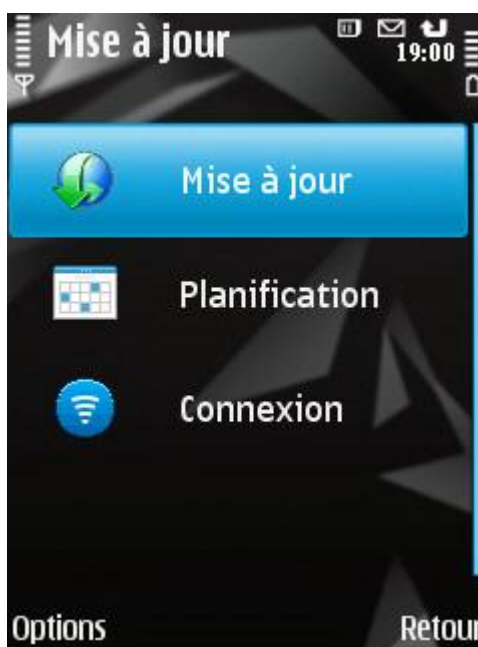 Mise à jour
19:00
Mise à jour
Planification
Connexion
Options
Retour